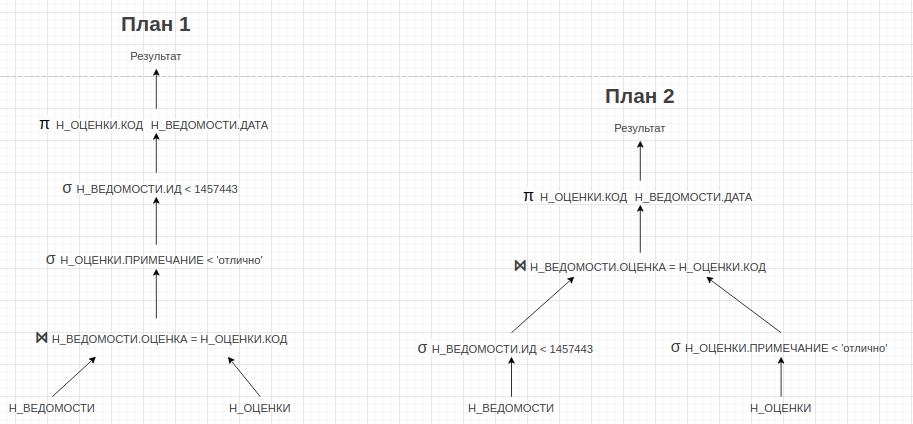 План 1
Результат
π Н_ОЦЕНКИ.КОД Н_ВЕДОМОСТИ.ДАТА
σ Н_ВЕДОМОСТИ.ИД < 1457443
σ Н_ОЦЕНКИ.ПРИМЕЧАНИЕ < 'отлично'
⋈ Н_ВЕДОМОСТИ.ОЦЕНКА = Н_ОЦЕНКИ.КОД
Н_ВЕДОМОСТИ
Н_ОЦЕНКИ
План 2
Результат
π Н_ОЦЕНКИ.КОД Н_ВЕДОМОСТИ.ДАТА
⋈ Н_ВЕДОМОСТИ.ОЦЕНКА = Н_ОЦЕНКИ.КОД
σ Н_ВЕДОМОСТИ.ИД < 1457443
σ Н_ОЦЕНКИ.ПРИМЕЧАНИЕ < 'отлично'
Н_ВЕДОМОСТИ
Н_ОЦЕНКИ